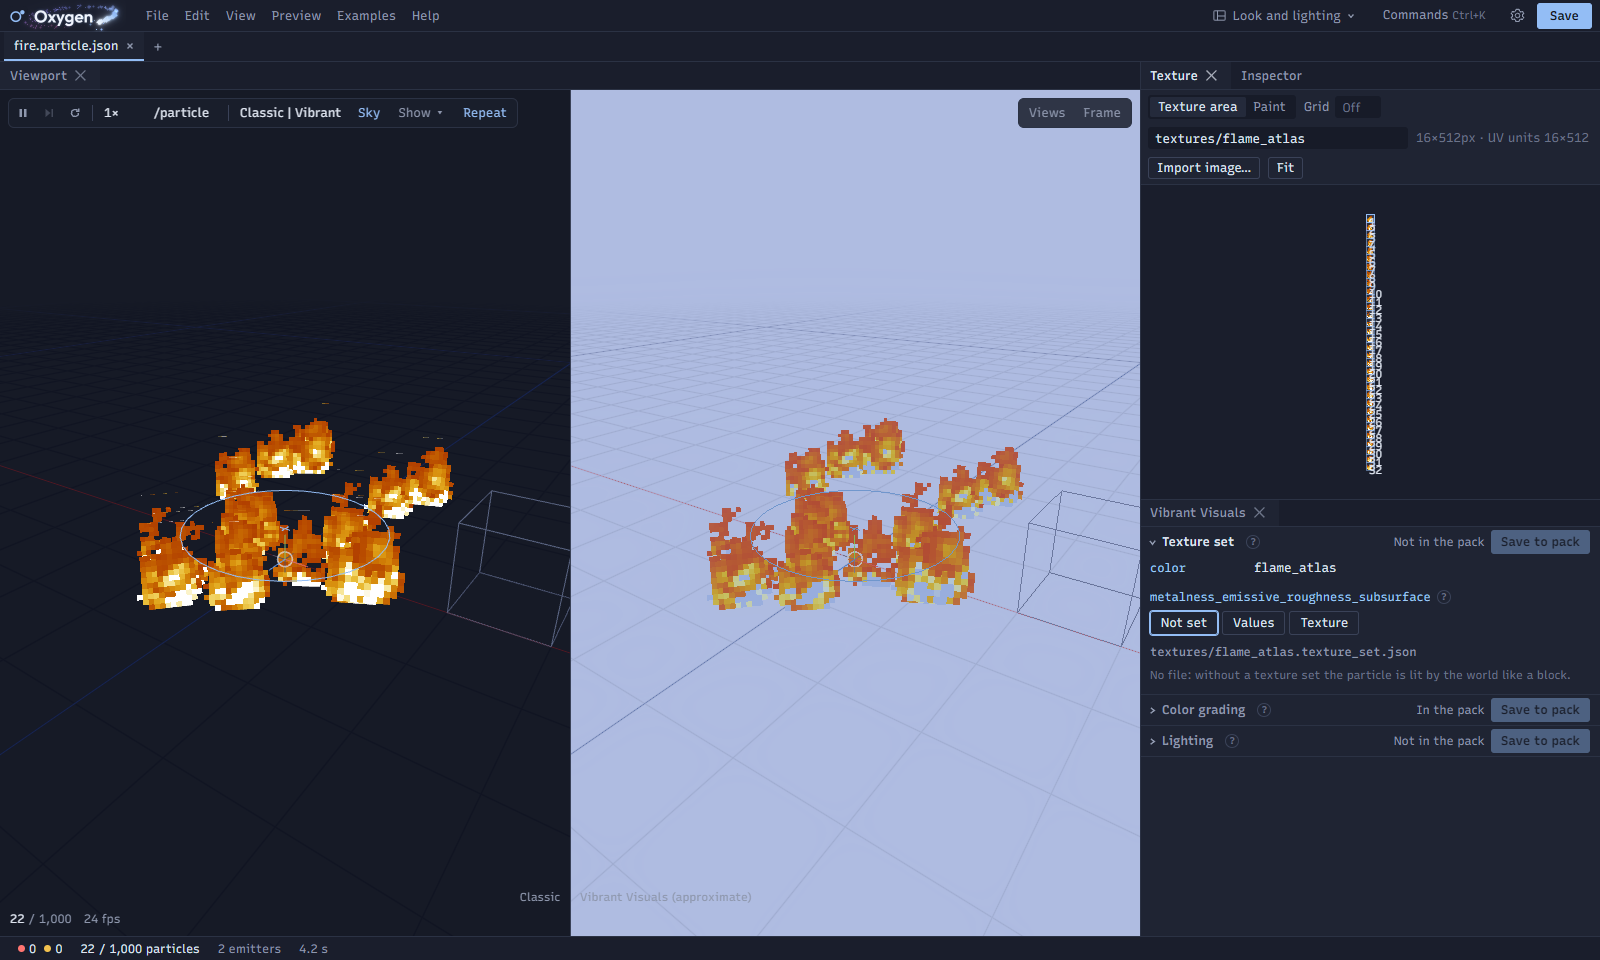 Oxygen File Edit View Preview Examples Help Look and lighting Commands Ctrl+K Save
fire.particle.json × +
Viewport
Texture Inspector
1× /particle Classic | Vibrant Sky Show Repeat
Views Frame
Texture area Paint Grid Off
textures/flame_atlas 16×512px · UV units 16×512
Import image... Fit
Vibrant Visuals
Texture set ? Not in the pack Save to pack
color flame_atlas
metalness_emissive_roughness_subsurface ?
Not set Values Texture
textures/flame_atlas.texture_set.json
No file: without a texture set the particle is lit by the world like a block.
Color grading ? In the pack Save to pack
Lighting ? Not in the pack Save to pack
Classic
Vibrant Visuals (approximate)
22 / 1,000 24 fps
0 0 22 / 1,000 particles 2 emitters 4.2 s